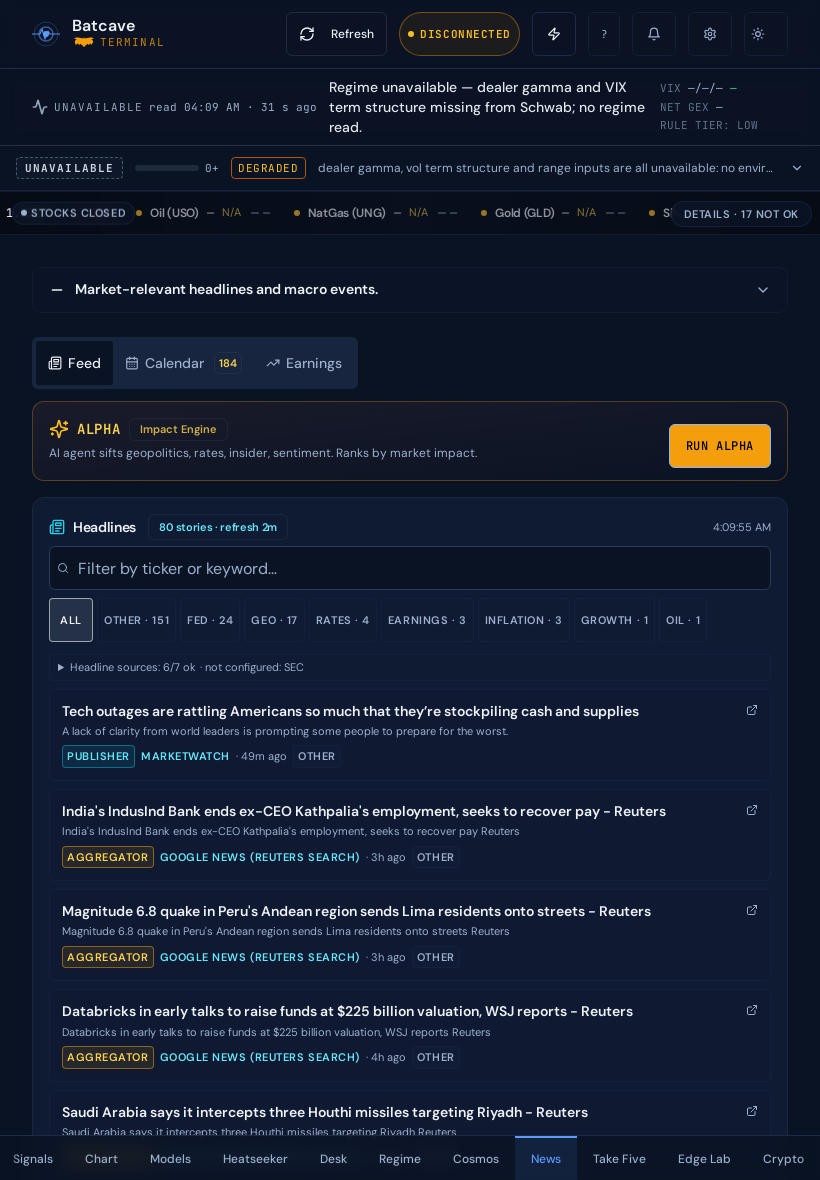 Batcave
TERMINAL
Refresh
DISCONNECTED
?
UNAVAILABLE read 04:09 AM · 31 s ago
Regime unavailable — dealer gamma and VIX
term structure missing from Schwab; no regime
read.
VIX —/—/— —
NET GEX —
RULE TIER: LOW
UNAVAILABLE 0+ DEGRADED dealer gamma, vol term structure and range inputs are all unavailable: no envir...
1 STOCKS CLOSED Oil (USO) — N/A —— NatGas (UNG) — N/A —— Gold (GLD) — N/A —— DETAILS · 17 NOT OK
Market-relevant headlines and macro events.
Feed Calendar 184 Earnings
ALPHA Impact Engine
AI agent sifts geopolitics, rates, insider, sentiment. Ranks by market impact.
RUN ALPHA
Headlines 80 stories · refresh 2m 4:09:55 AM
Filter by ticker or keyword...
ALL OTHER · 151 FED · 24 GEO · 17 RATES · 4 EARNINGS · 3 INFLATION · 3 GROWTH · 1 OIL · 1
Headline sources: 6/7 ok · not configured: SEC
Tech outages are rattling Americans so much that they’re stockpiling cash and supplies
A lack of clarity from world leaders is prompting some people to prepare for the worst.
PUBLISHER MARKETWATCH · 49m ago OTHER
India's IndusInd Bank ends ex-CEO Kathpalia's employment, seeks to recover pay - Reuters
India's IndusInd Bank ends ex-CEO Kathpalia's employment, seeks to recover pay Reuters
AGGREGATOR GOOGLE NEWS (REUTERS SEARCH) · 3h ago OTHER
Magnitude 6.8 quake in Peru's Andean region sends Lima residents onto streets - Reuters
Magnitude 6.8 quake in Peru's Andean region sends Lima residents onto streets Reuters
AGGREGATOR GOOGLE NEWS (REUTERS SEARCH) · 3h ago OTHER
Databricks in early talks to raise funds at $225 billion valuation, WSJ reports - Reuters
Databricks in early talks to raise funds at $225 billion valuation, WSJ reports Reuters
AGGREGATOR GOOGLE NEWS (REUTERS SEARCH) · 4h ago OTHER
Saudi Arabia says it intercepts three Houthi missiles targeting Riyadh - Reuters
Saudi Arabia says it intercepts three Houthi missiles targeting Riyadh Reuters
Signals Chart Models Heatseeker Desk Regime Cosmos News Take Five Edge Lab Crypto